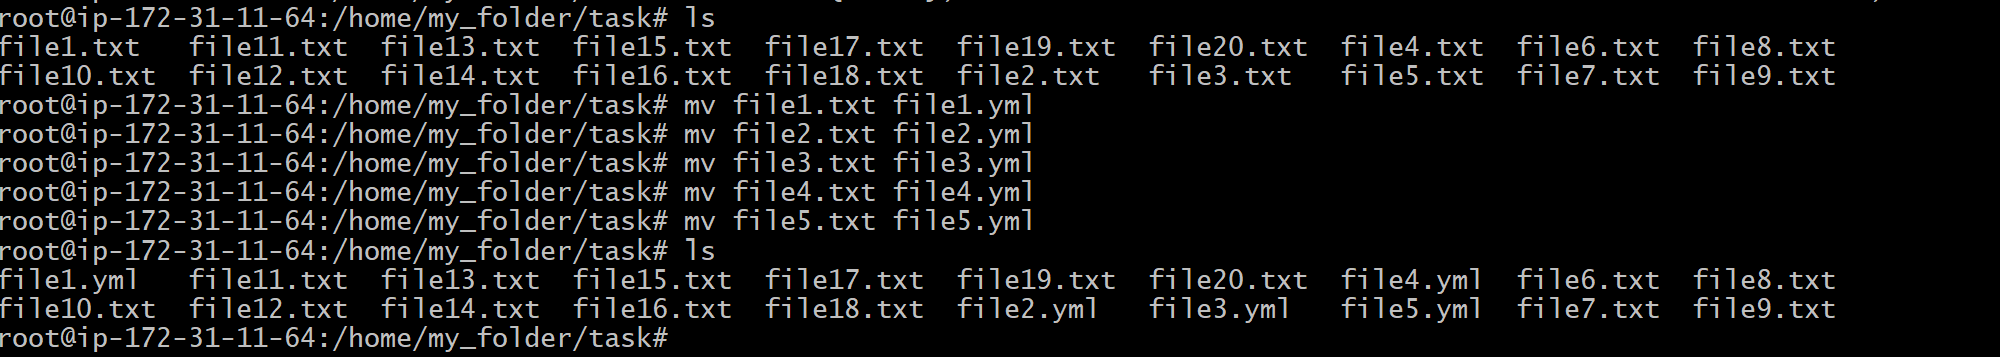 root@ip-172-31-11-64:/home/my_folder/task# ls
file1.txt   file11.txt  file13.txt  file15.txt  file17.txt  file19.txt  file20.txt  file4.txt  file6.txt  file8.txt
file10.txt  file12.txt  file14.txt  file16.txt  file18.txt  file2.txt   file3.txt   file5.txt  file7.txt  file9.txt
root@ip-172-31-11-64:/home/my_folder/task# mv file1.txt file1.yml
root@ip-172-31-11-64:/home/my_folder/task# mv file2.txt file2.yml
root@ip-172-31-11-64:/home/my_folder/task# mv file3.txt file3.yml
root@ip-172-31-11-64:/home/my_folder/task# mv file4.txt file4.yml
root@ip-172-31-11-64:/home/my_folder/task# mv file5.txt file5.yml
root@ip-172-31-11-64:/home/my_folder/task# ls
file1.yml   file11.txt  file13.txt  file15.txt  file17.txt  file19.txt  file20.txt  file4.yml  file6.txt  file8.txt
file10.txt  file12.txt  file14.txt  file16.txt  file18.txt  file2.yml   file3.yml   file5.yml  file7.txt  file9.txt
root@ip-172-31-11-64:/home/my_folder/task#